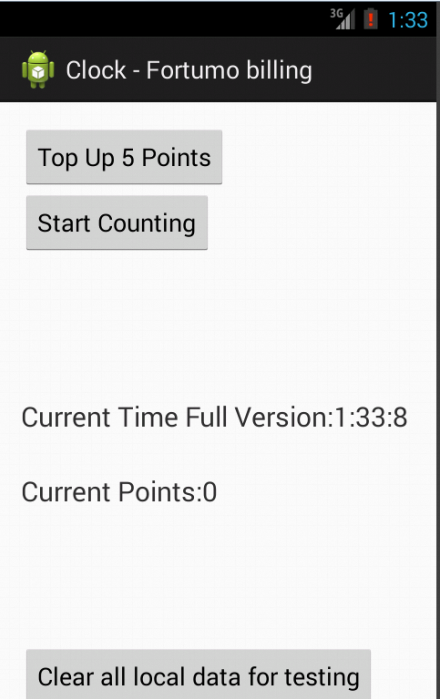 3G 1:33
Clock - Fortumo billing
Top Up 5 Points
Start Counting
Current Time Full Version:1:33:8
Current Points:0
Clear all local data for testing